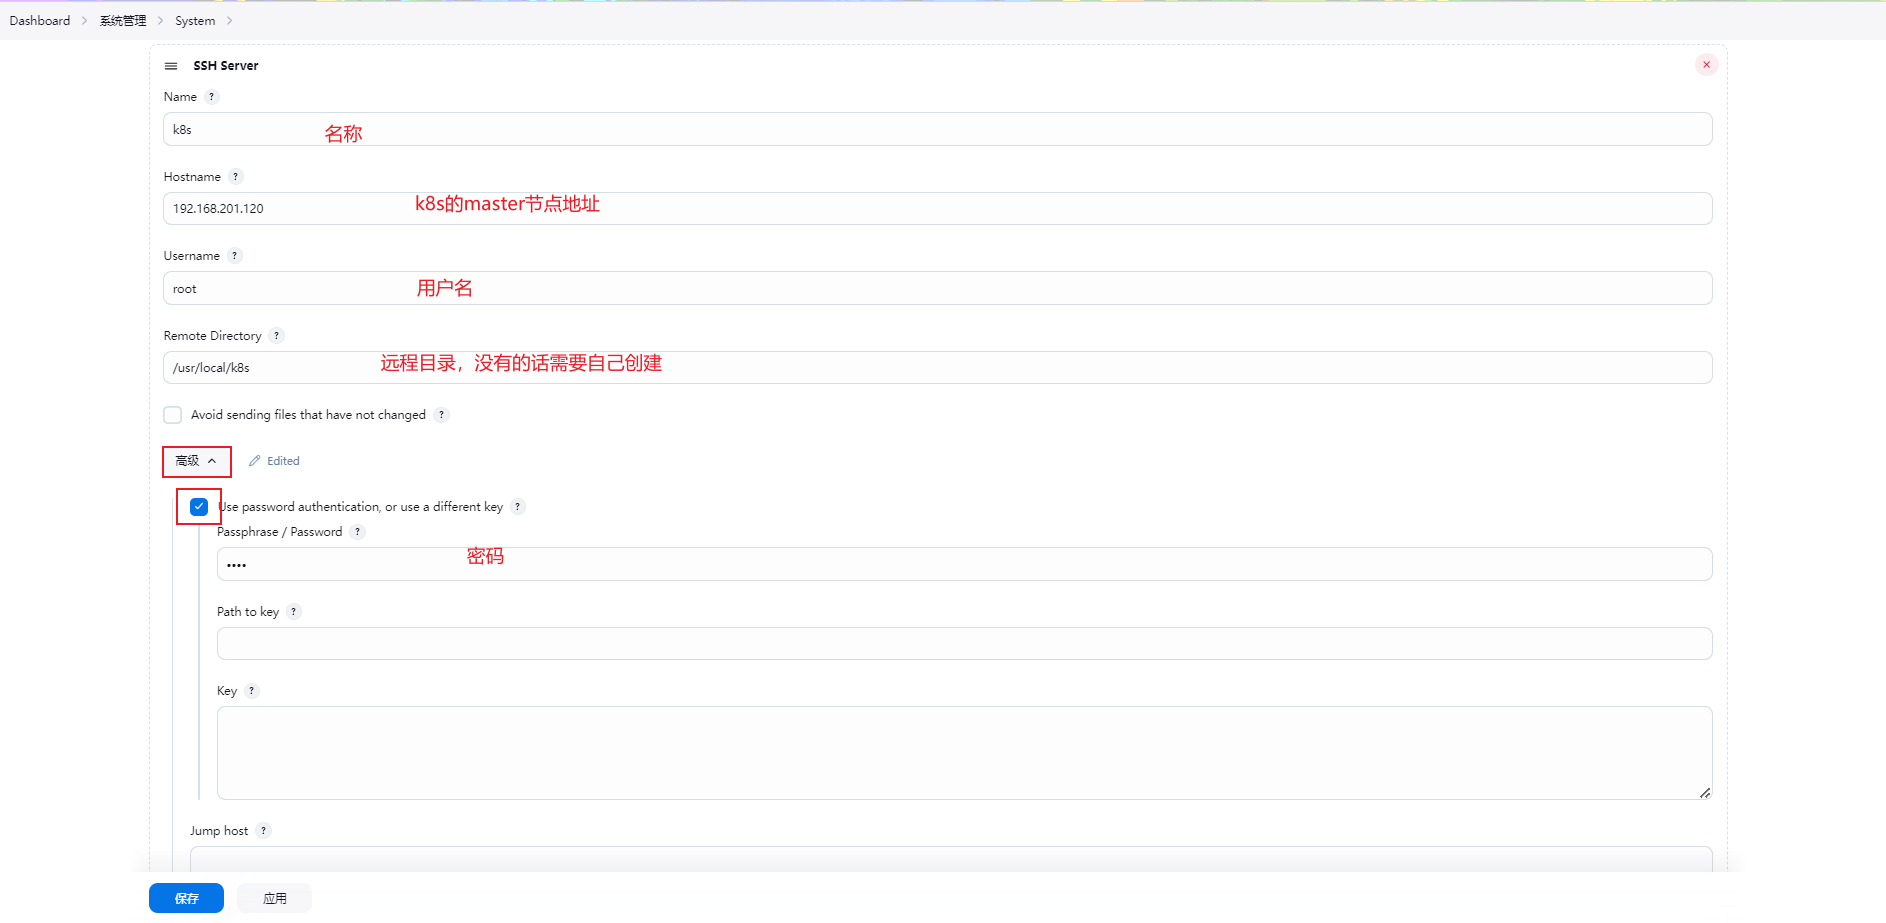 Dashboard > 系统管理 > System >
SSH Server
Name ?
k8s 名称
Hostname ?
192.168.201.120 k8s的master节点地址
Username ?
root 用户名
Remote Directory ?
/usr/local/k8s 远程目录，没有的话需要自己创建
Avoid sending files that have not changed ?
高级 Edited
Use password authentication, or use a different key ?
Passphrase / Password ?
•••• 密码
Path to key ?
Key ?
Jump host ?
保存 应用